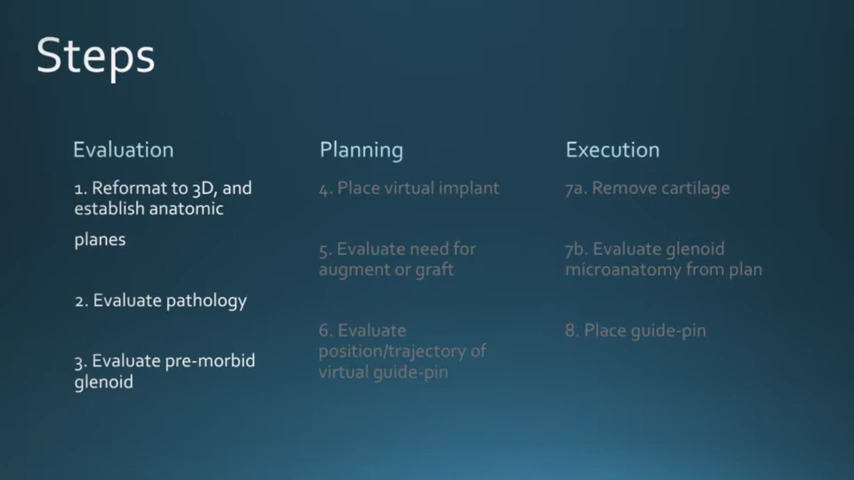 Steps
Evaluation
1. Reformat to 3D, and
establish anatomic
planes
2. Evaluate pathology
3. Evaluate pre-morbid
glenoid
Planning
4. Place virtual implant
5. Evaluate need for
augment or graft
6. Evaluate
position/trajectory of
virtual guide-pin
Execution
7a. Remove cartilage
7b. Evaluate glenoid
microanatomy from plan
8. Place guide-pin